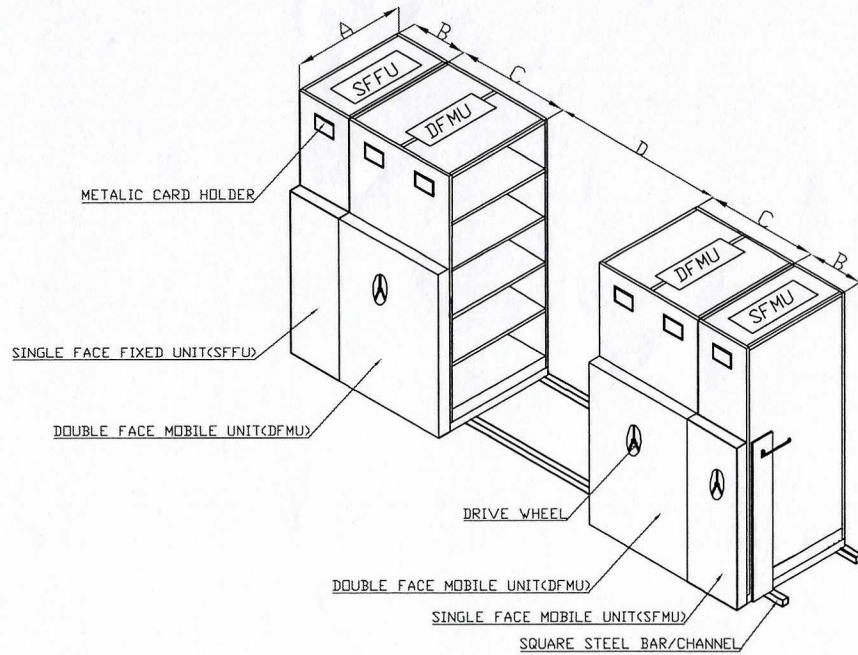 A
B
C
SFFU
DFMU
D
METALIC CARD HOLDER
C
B
DFMU
SFMU
SINGLE FACE FIXED UNIT(SFFU)
DOUBLE FACE MOBILE UNIT(DFMU)
DRIVE WHEEL
DOUBLE FACE MOBILE UNIT(DFMU)
SINGLE FACE MOBILE UNIT(SFMU)
SQUARE STEEL BAR/CHANNEL